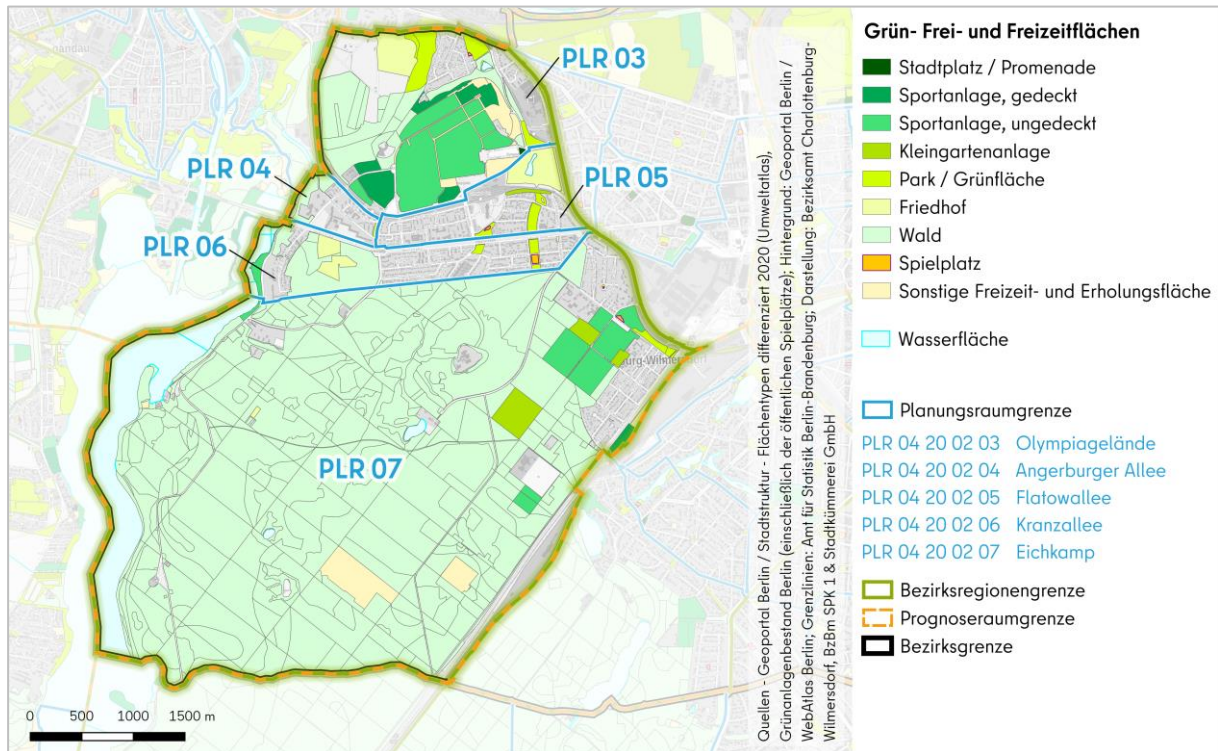 Grün- Frei- und Freizeitflächen
Stadtplatz / Promenade
Sportanlage, gedeckt
Sportanlage, ungedeckt
Kleingartenanlage
Park / Grünfläche
Friedhof
Wald
Spielplatz
Sonstige Freizeit- und Erholungsfläche
Wasserfläche
Planungsraumgrenze
PLR 04 20 02 03 Olympiagelände
PLR 04 20 02 04 Angerburger Allee
PLR 04 20 02 05 Flatowallee
PLR 04 20 02 06 Kranzallee
PLR 04 20 02 07 Eichkamp
Bezirksregionengrenze
Prognoseraumgrenze
Bezirksgrenze
PLR 03
PLR 04
PLR 05
PLR 06
PLR 07
0 500 1000 1500 m
Quellen - Geoportal Berlin / Stadtstruktur - Flächentypen differenziert 2020 (Umweltatlas),
Grünanlagenbestand Berlin (einschließlich der öffentlichen Spielplätze); Hintergrund: Geoportal Berlin /
WebAtlas Berlin; Grenzlinien: Amt für Statistik Berlin-Brandenburg; Darstellung: Bezirksamt Charlottenburg-
Wilmersdorf, BzBm SPK 1 & Stadtkümmerei GmbH